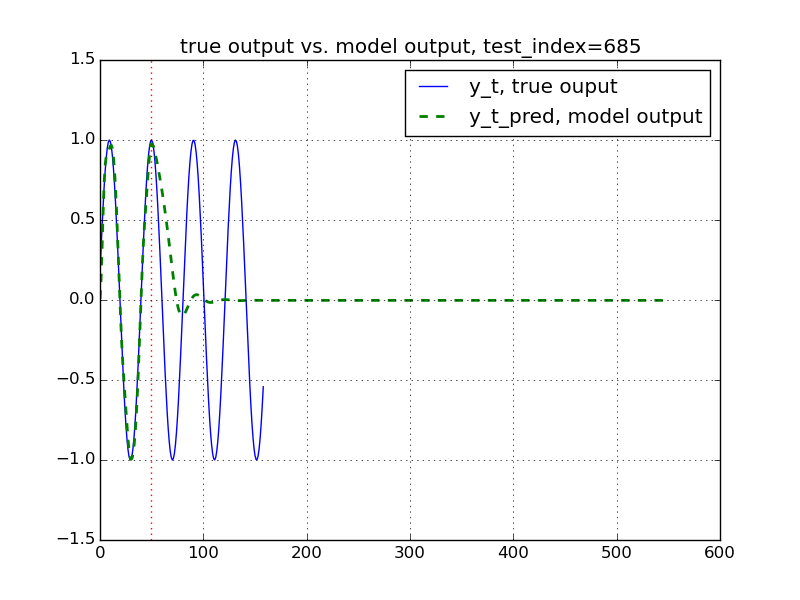 true output vs. model output, test_index=685
y_t, true ouput
y_t_pred, model output
1.5
1.0
0.5
0.0
−0.5
−1.0
−1.5
0 100 200 300 400 500 600